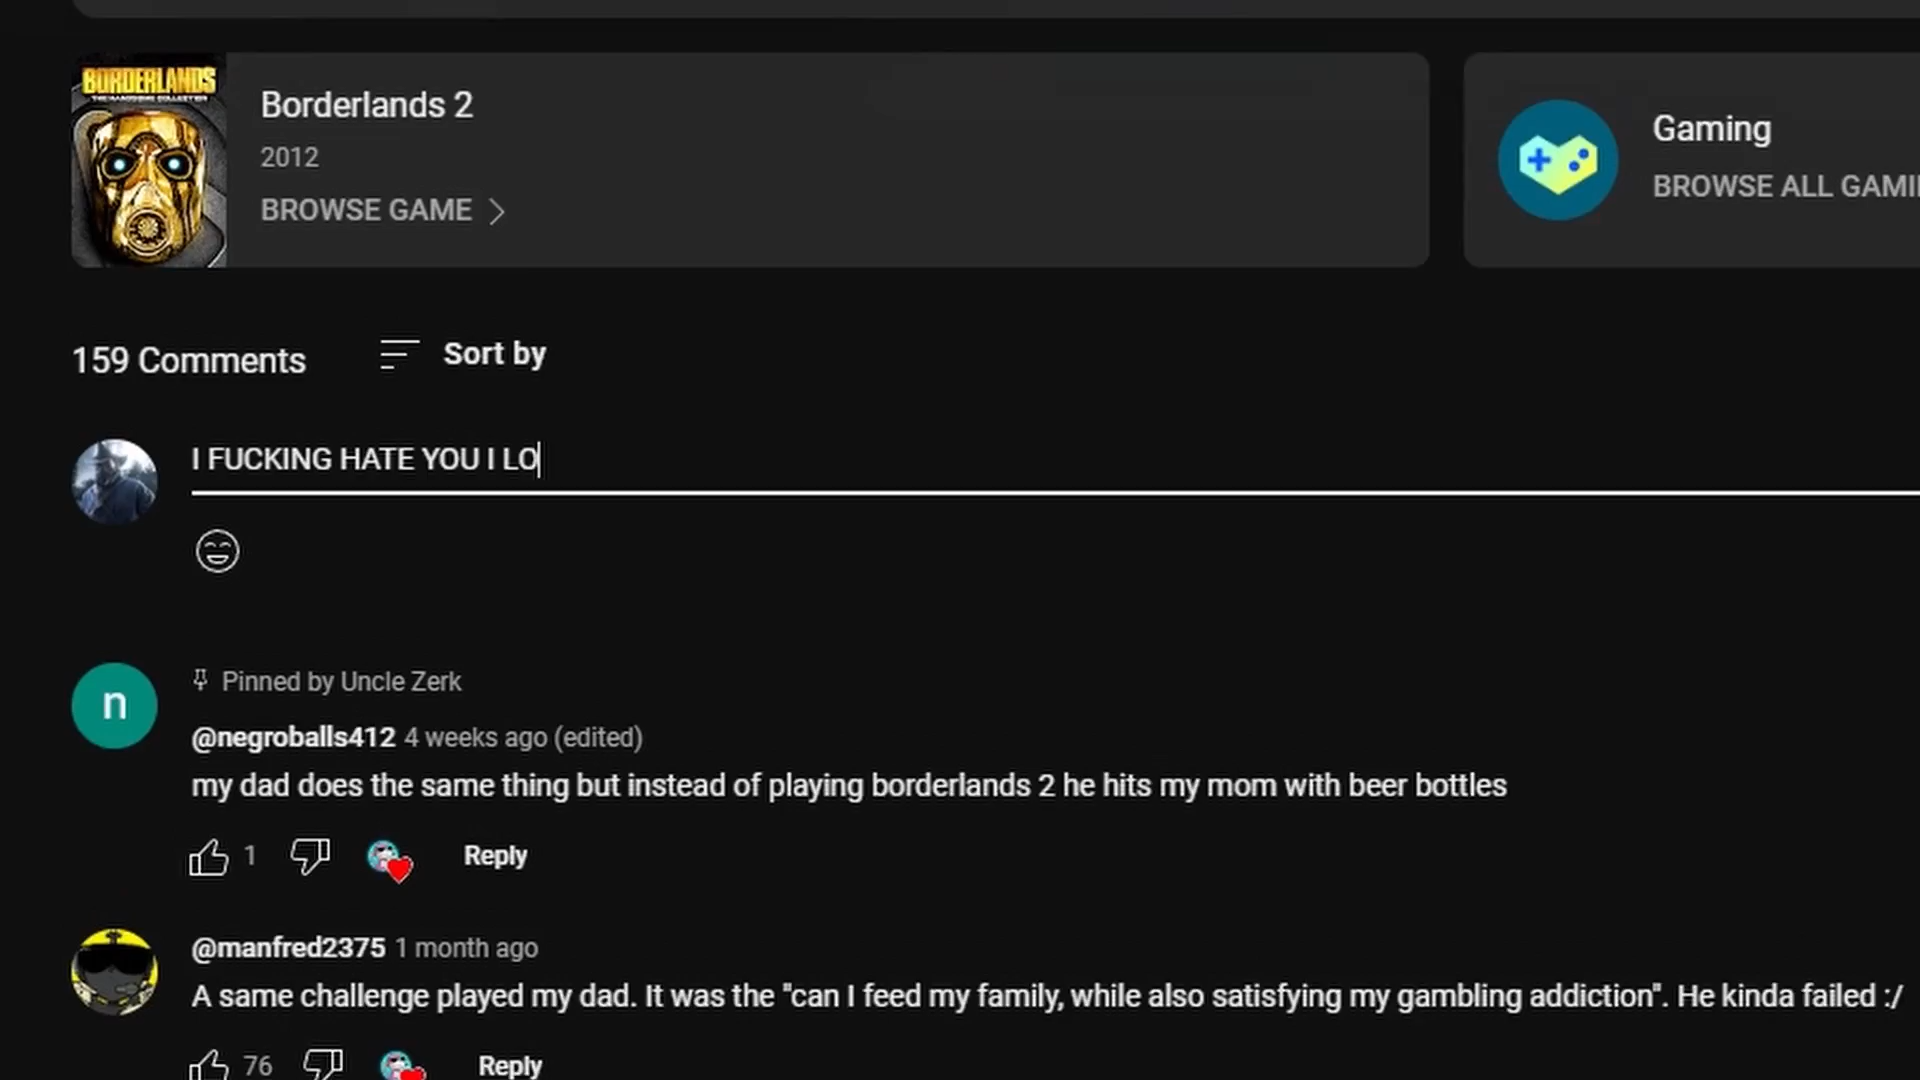 BORDERLANDS
THE HANDSOME COLLECTION
Borderlands 2
2012
BROWSE GAME
Gaming
BROWSE ALL GAMI
159 Comments
Sort by
I FUCKING HATE YOU I LO
Pinned by Uncle Zerk
n
@negroballs412 4 weeks ago (edited)
my dad does the same thing but instead of playing borderlands 2 he hits my mom with beer bottles
1
Reply
@manfred2375 1 month ago
A same challenge played my dad. It was the "can I feed my family, while also satisfying my gambling addiction". He kinda failed :/
76
Reply